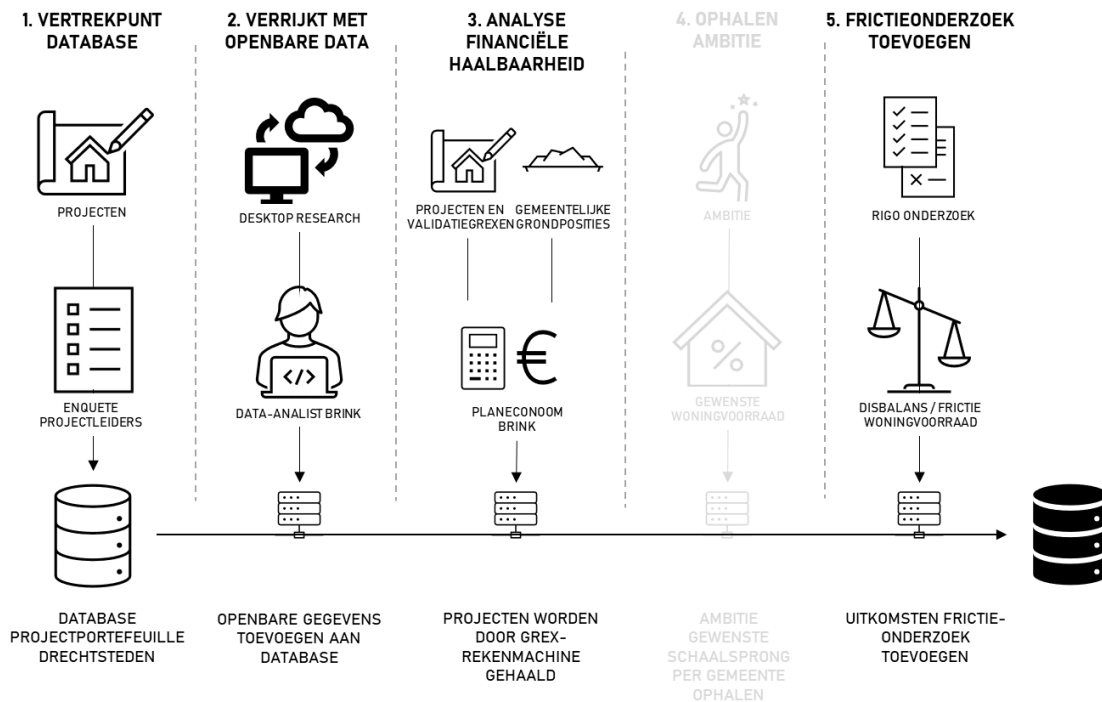 1. VERTREKPUNT
DATABASE
PROJECTEN
ENQUETE
PROJECTLEIDERS
DATABASE
PROJECTPORTEFEUILLE
DRECHTSTEDEN
2. VERRIJKT MET
OPENBARE DATA
DESKTOP RESEARCH
</>
DATA-ANALIST BRINK
OPENBARE GEGEVENS
TOEVOEGEN AAN
DATABASE
3. ANALYSE
FINANCIËLE
HAALBAARHEID
PROJECTEN EN
VALIDATIEGREXEN
GEMEENTELIJKE
GRONDPOSITIES
€
PLANECONOOM
BRINK
PROJECTEN WORDEN
DOOR GREX-
REKENMACHINE
GEHAALD
4. OPHALEN
AMBITIE
AMBITIE
%
GEWENSTE
WONINGVOORRAAD
AMBITIE
GEWENSTE
SCHAALSPRONG
PER GEMEENTE
OPHALEN
5. FRICTIEONDERZOEK
TOEVOEGEN
RIGO ONDERZOEK
DISBALANS / FRICTIE
WONINGVOORRAAD
UITKOMSTEN FRICTIE-
ONDERZOEK
TOEVOEGEN